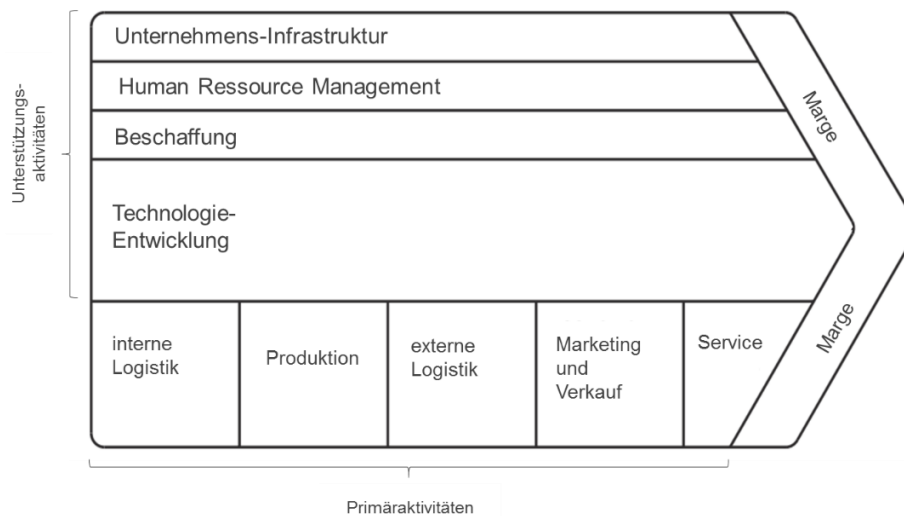 Unternehmens-Infrastruktur
Human Ressource Management
Beschaffung
Technologie-
Entwicklung
Unterstützungs-
aktivitäten
Marge
Marge
interne
Logistik
Produktion
externe
Logistik
Marketing
und
Verkauf
Service
Primäraktivitäten